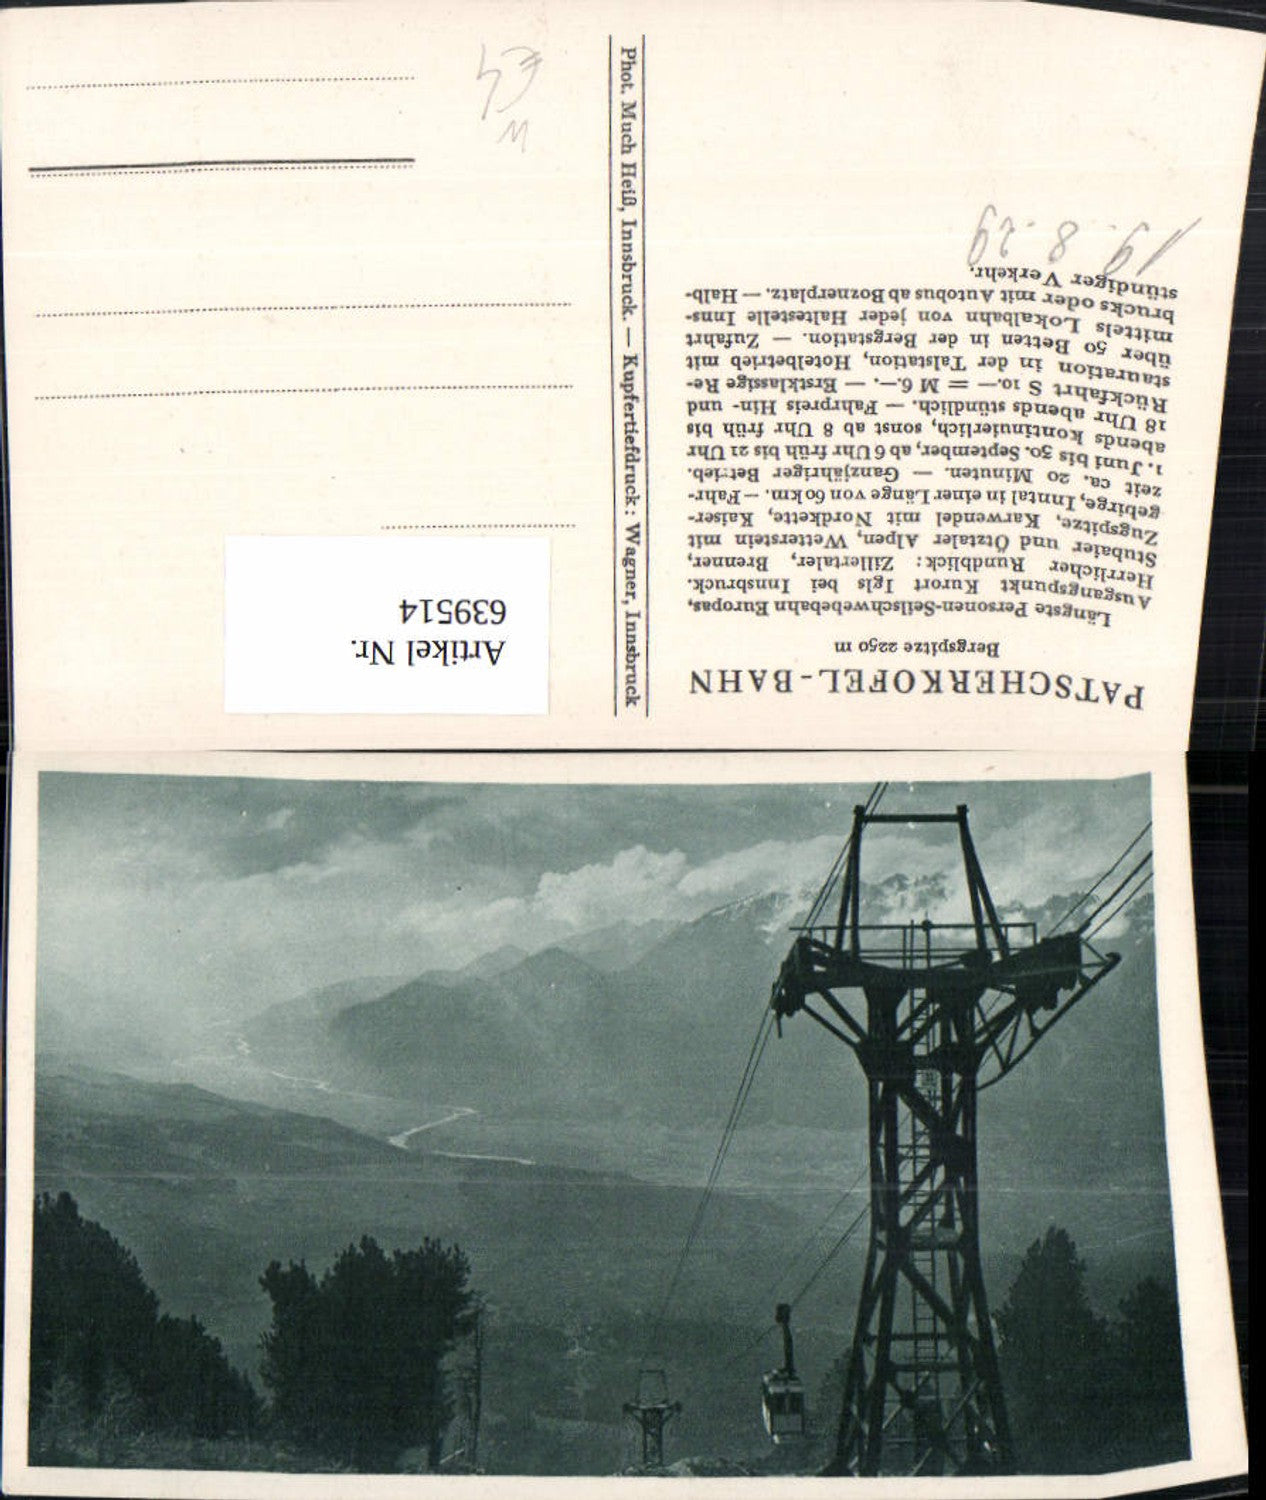 PATSCHERKOFEL-BAHN
Bergspitze 2250 m
Längste Personen-Seilschwebebahn Europas,
Ausgangspunkt Kurort Igls bei Innsbruck.
Herrlicher Rundblick: Zillertaler, Brenner,
Stubaier und Ötztaler Alpen, Wetterstein mit
Zugspitze, Karwendel mit Nordkette, Kaiser-
gebirge, Inntal in einer Länge von 60 km. — Fahr-
zeit ca. 20 Minuten. — Ganzjähriger Betrieb.
1. Juni bis 30. September, ab 6 Uhr früh bis 21 Uhr
abends kontinuierlich, sonst ab 8 Uhr früh bis
18 Uhr abends stündlich. — Fahrpreis Hin- und
Rückfahrt S 10.— = M 6.—. — Erstklassige Re-
stauration in der Talstation, Hotelbetrieb mit
über 50 Betten in der Bergstation. — Zufahrt
mittels Lokalbahn von jeder Haltestelle Inns-
brucks oder mit Autobus ab Boznerplatz. — Halb-
stündiger Verkehr.
19.8.29
Phot. Much Heiß, Innsbruck. — Kupfertiefdruck: Wagner, Innsbruck
Artikel Nr.
639514